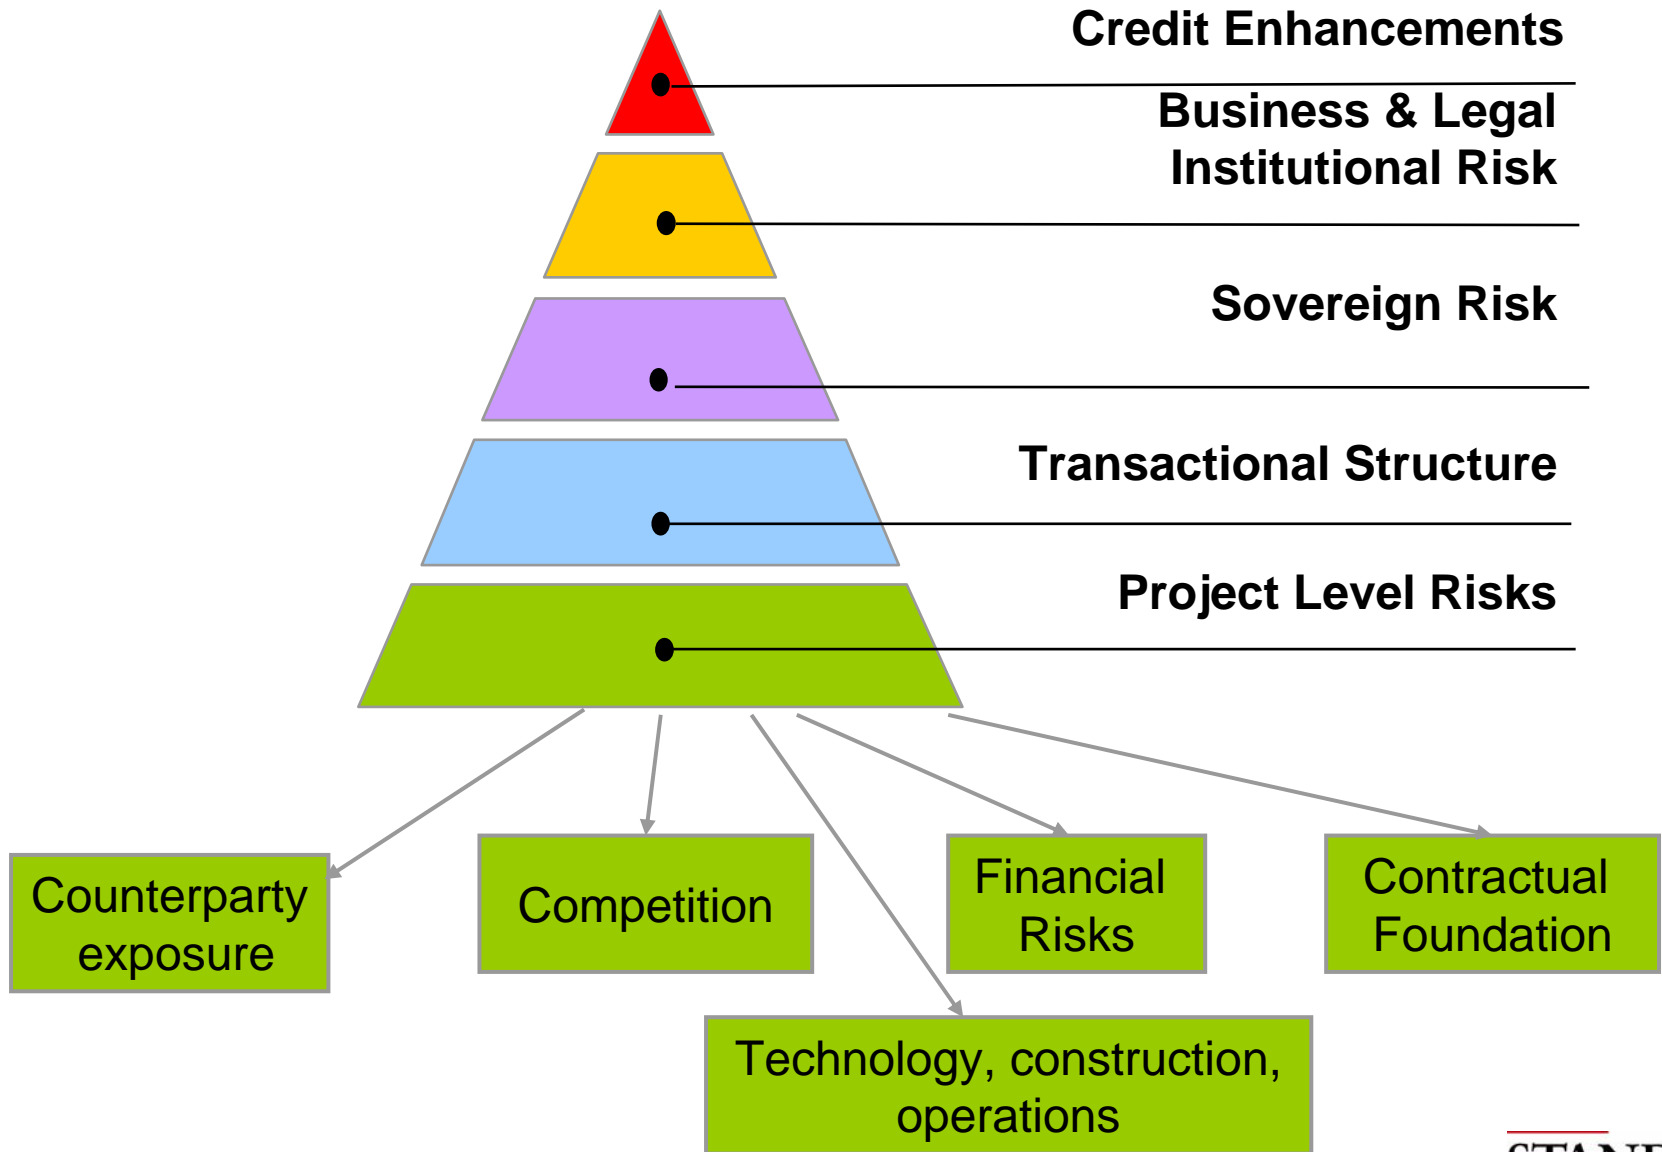 Credit Enhancements
Business & Legal
Institutional Risk
Sovereign Risk
Transactional Structure
Project Level Risks
Counterparty
exposure
Competition
Financial
Risks
Contractual
Foundation
Technology, construction,
operations